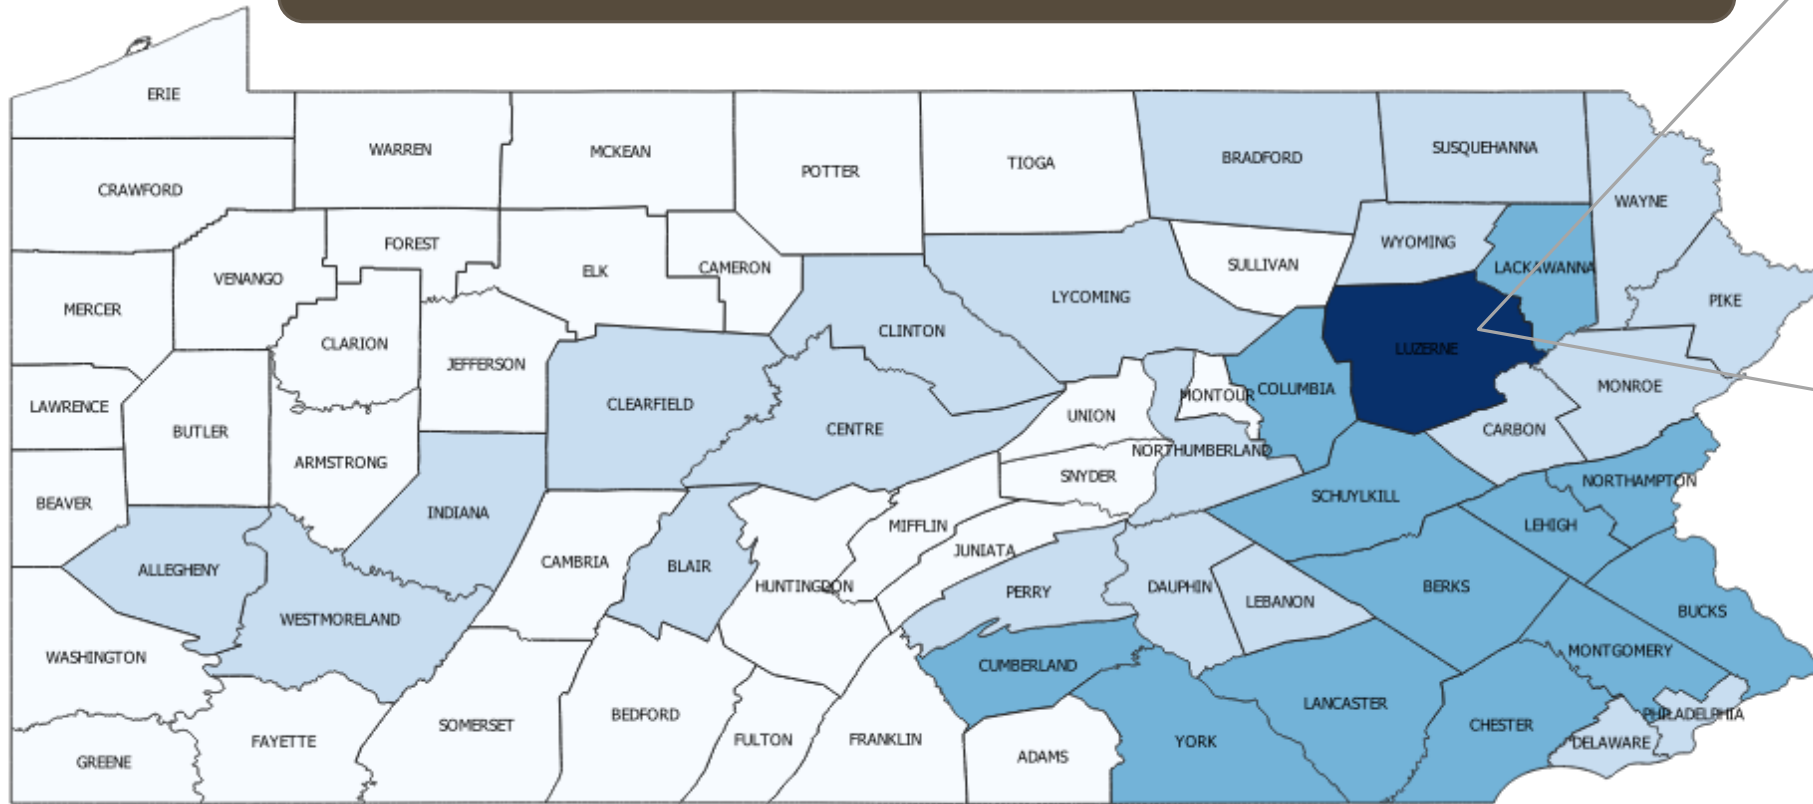 ERIE
WARREN
MCKEAN
POTTER
TIOGA
BRADFORD
SUSQUEHANNA
WAYNE
CRAWFORD
FOREST
WYOMING
VENANGO
ELK
CAMERON
SULLIVAN
LACKAWANNA
MERCER
LYCOMING
PIKE
CLINTON
CLARION
LUZERNE
JEFFERSON
MONROE
LAWRENCE
CLEARFIELD
COLUMBIA
MONTOUR
UNION
BUTLER
CENTRE
CARBON
ARMSTRONG
NORTHUMBERLAND
SNYDER
NORTHAMPTON
BEAVER
SCHUYLKILL
INDIANA
MIFFLIN
LEHIGH
JUNIATA
ALLEGHENY
CAMBRIA
BLAIR
HUNTINGDON
PERRY
DAUPHIN
BERKS
LEBANON
BUCKS
WESTMORELAND
WASHINGTON
CUMBERLAND
MONTGOMERY
LANCASTER
SOMERSET
BEDFORD
PHILADELPHIA
CHESTER
FAYETTE
FULTON
FRANKLIN
YORK
DELAWARE
ADAMS
GREENE